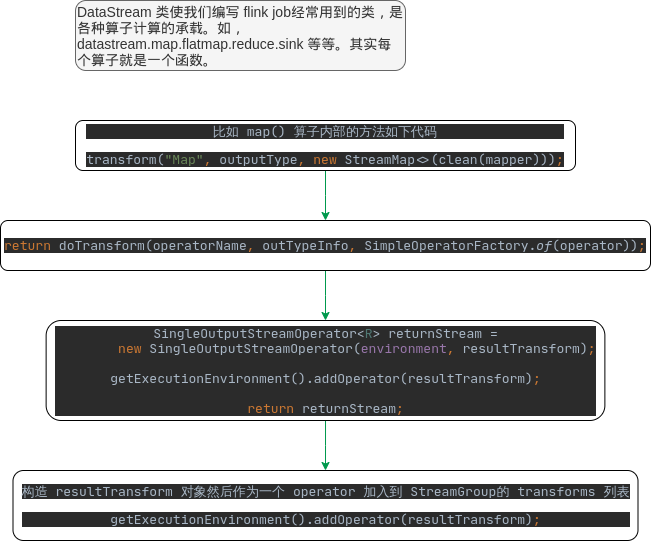 DataStream 类使我们编写 flink job经常用到的类，是
各种算子计算的承载。如，
datastream.map.flatmap.reduce.sink 等等。其实每
个算子就是一个函数。
比如 map() 算子内部的方法如下代码
transform("Map", outputType, new StreamMap<>(clean(mapper)));
return doTransform(operatorName, outTypeInfo, SimpleOperatorFactory.of(operator));
SingleOutputStreamOperator<R> returnStream =
new SingleOutputStreamOperator(environment, resultTransform);
getExecutionEnvironment().addOperator(resultTransform);
return returnStream;
构造 resultTransform 对象然后作为一个 operator 加入到 StreamGroup的 transforms 列表
getExecutionEnvironment().addOperator(resultTransform);